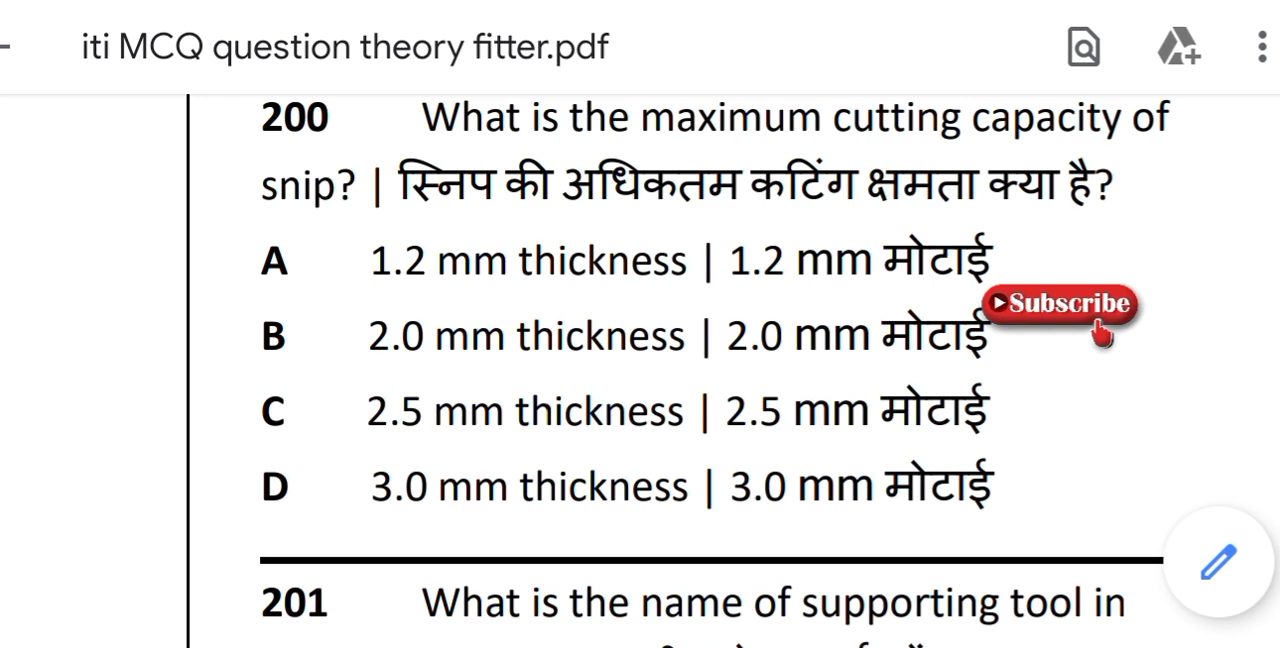 iti MCQ question theory fitter.pdf
200 What is the maximum cutting capacity of
snip? | स्निप की अधिकतम कटिंग क्षमता क्या है?
A 1.2 mm thickness | 1.2 mm मोटाई
Subscribe
B 2.0 mm thickness | 2.0 mm मोटाई
C 2.5 mm thickness | 2.5 mm मोटाई
D 3.0 mm thickness | 3.0 mm मोटाई
201 What is the name of supporting tool in